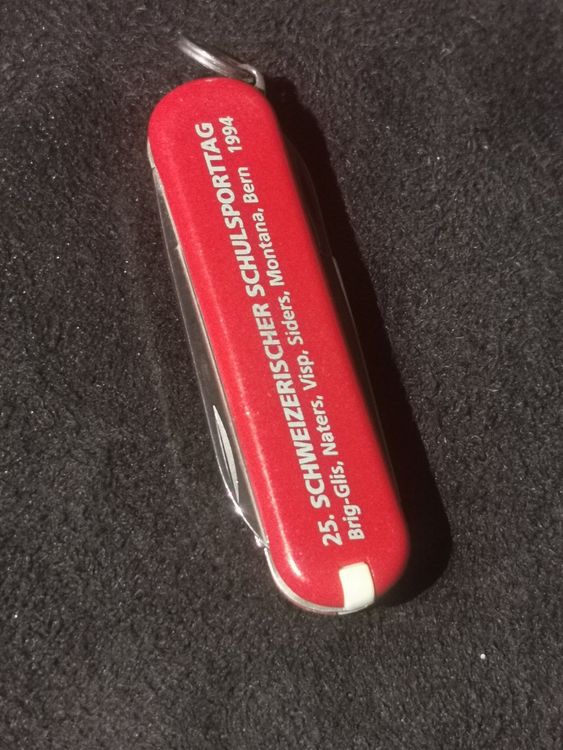 25. SCHWEIZERISCHER SCHULSPORTTAG
Brig-Glis, Naters, Visp, Siders, Montana, Bern 1994